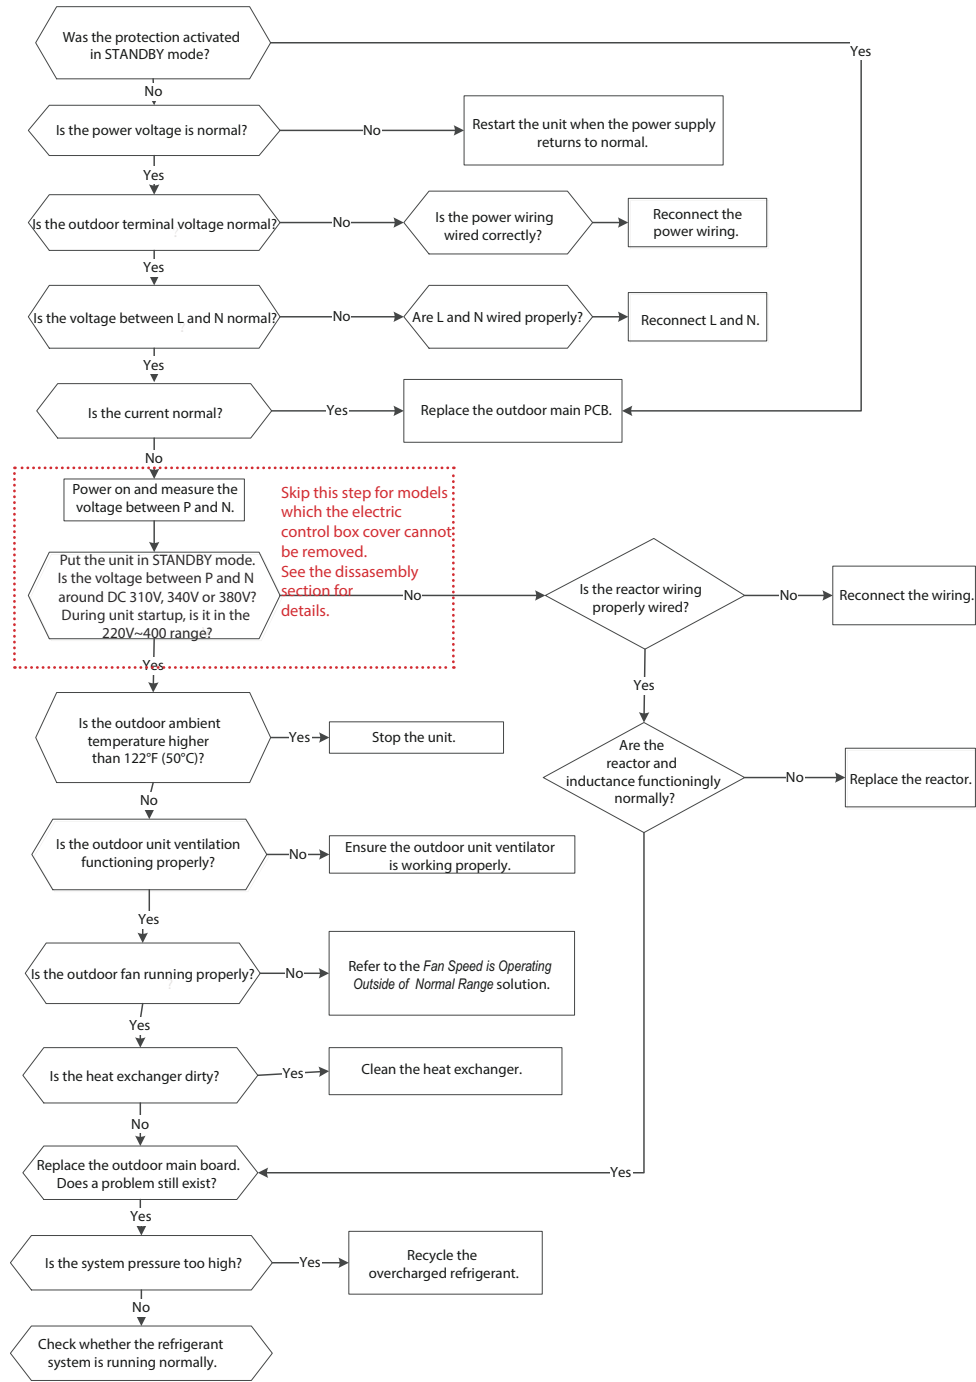 Was the protection activated
in STANDBY mode?
Yes
No
Is the power voltage is normal?
No
Restart the unit when the power supply
returns to normal.
Yes
Is the outdoor terminal voltage normal?
No
Is the power wiring
wired correctly?
Reconnect the
power wiring.
Yes
Is the voltage between L and N normal?
No
Are L and N wired properly?
Reconnect L and N.
Yes
Is the current normal?
Yes
Replace the outdoor main PCB.
No
Power on and measure the
voltage between P and N.
Skip this step for models
which the electric
control box cover cannot
be removed.
See the dissasembly
section for
details.
Put the unit in STANDBY mode.
Is the voltage between P and N
around DC 310V, 340V or 380V?
During unit startup, is it in the
220V~400 range?
No
Is the reactor wiring
properly wired?
No
Reconnect the wiring.
Yes
Yes
Is the outdoor ambient
temperature higher
than 122°F (50°C)?
Yes
Stop the unit.
Are the
reactor and
inductance functioningly
normally?
No
Replace the reactor.
No
Is the outdoor unit ventilation
functioning properly?
No
Ensure the outdoor unit ventilator
is working properly.
Yes
Is the outdoor fan running properly?
No
Refer to the Fan Speed is Operating
Outside of Normal Range solution.
Yes
Is the heat exchanger dirty?
Yes
Clean the heat exchanger.
No
Replace the outdoor main board.
Does a problem still exist?
Yes
Yes
Is the system pressure too high?
Yes
Recycle the
overcharged refrigerant.
No
Check whether the refrigerant
system is running normally.